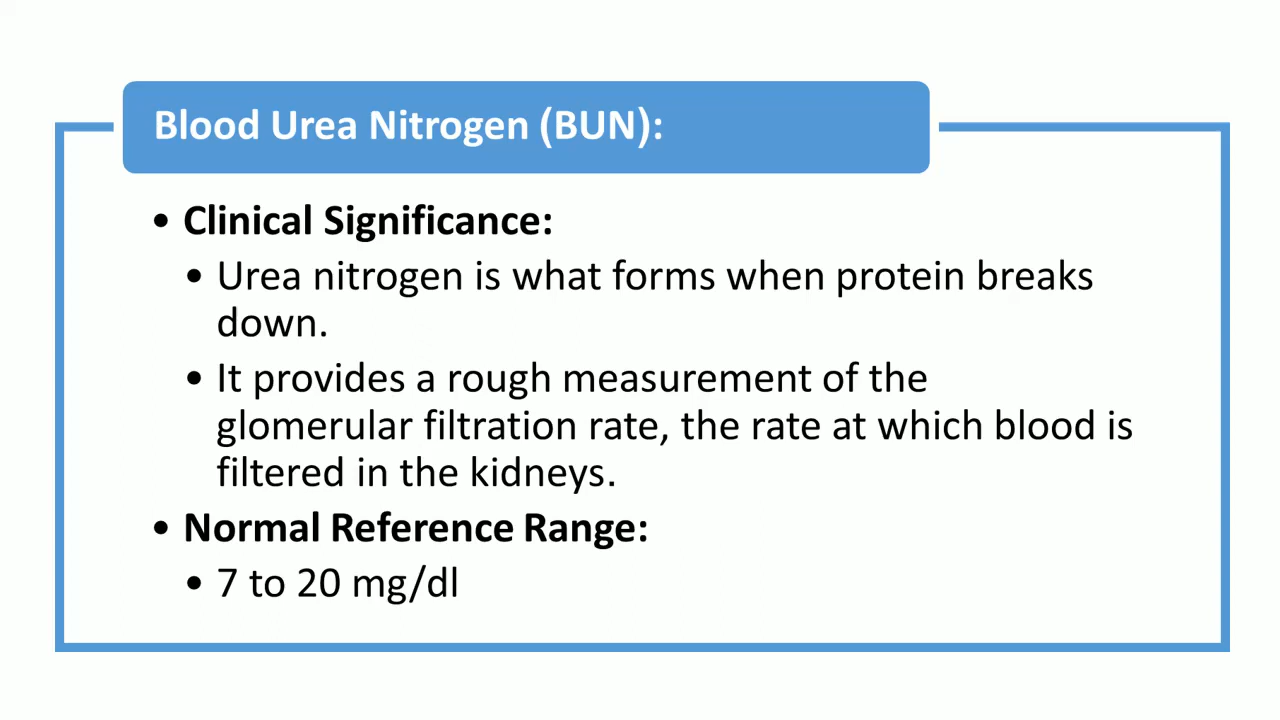 Blood Urea Nitrogen (BUN):
• Clinical Significance:
• Urea nitrogen is what forms when protein breaks
down.
• It provides a rough measurement of the
glomerular filtration rate, the rate at which blood is
filtered in the kidneys.
• Normal Reference Range:
• 7 to 20 mg/dl